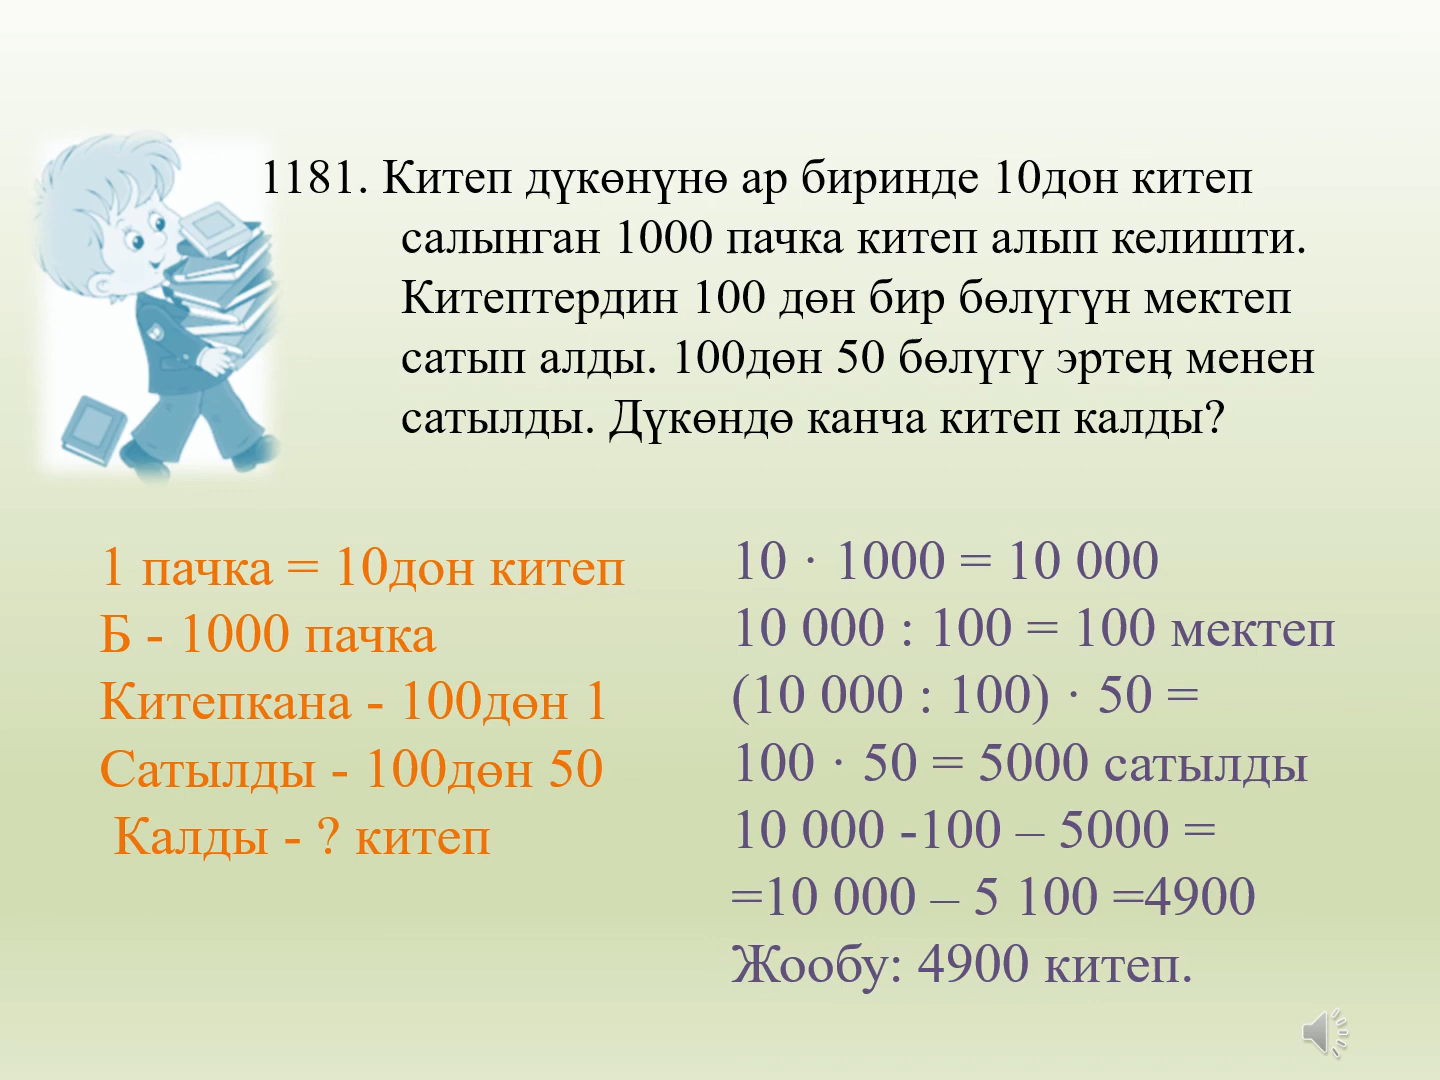 1181. Китеп дүкөнүнө ар биринде 10дон китеп
салынган 1000 пачка китеп алып келишти.
Китептердин 100 дөн бир бөлүгүн мектеп
сатып алды. 100дөн 50 бөлүгү эртең менен
сатылды. Дүкөндө канча китеп калды?
1 пачка = 10дон китеп
Б - 1000 пачка
Китепкана - 100дөн 1
Сатылды - 100дөн 50
Калды - ? китеп
10 · 1000 = 10 000
10 000 : 100 = 100 мектеп
(10 000 : 100) · 50 =
100 · 50 = 5000 сатылды
10 000 -100 – 5000 =
=10 000 – 5 100 =4900
Жообу: 4900 китеп.